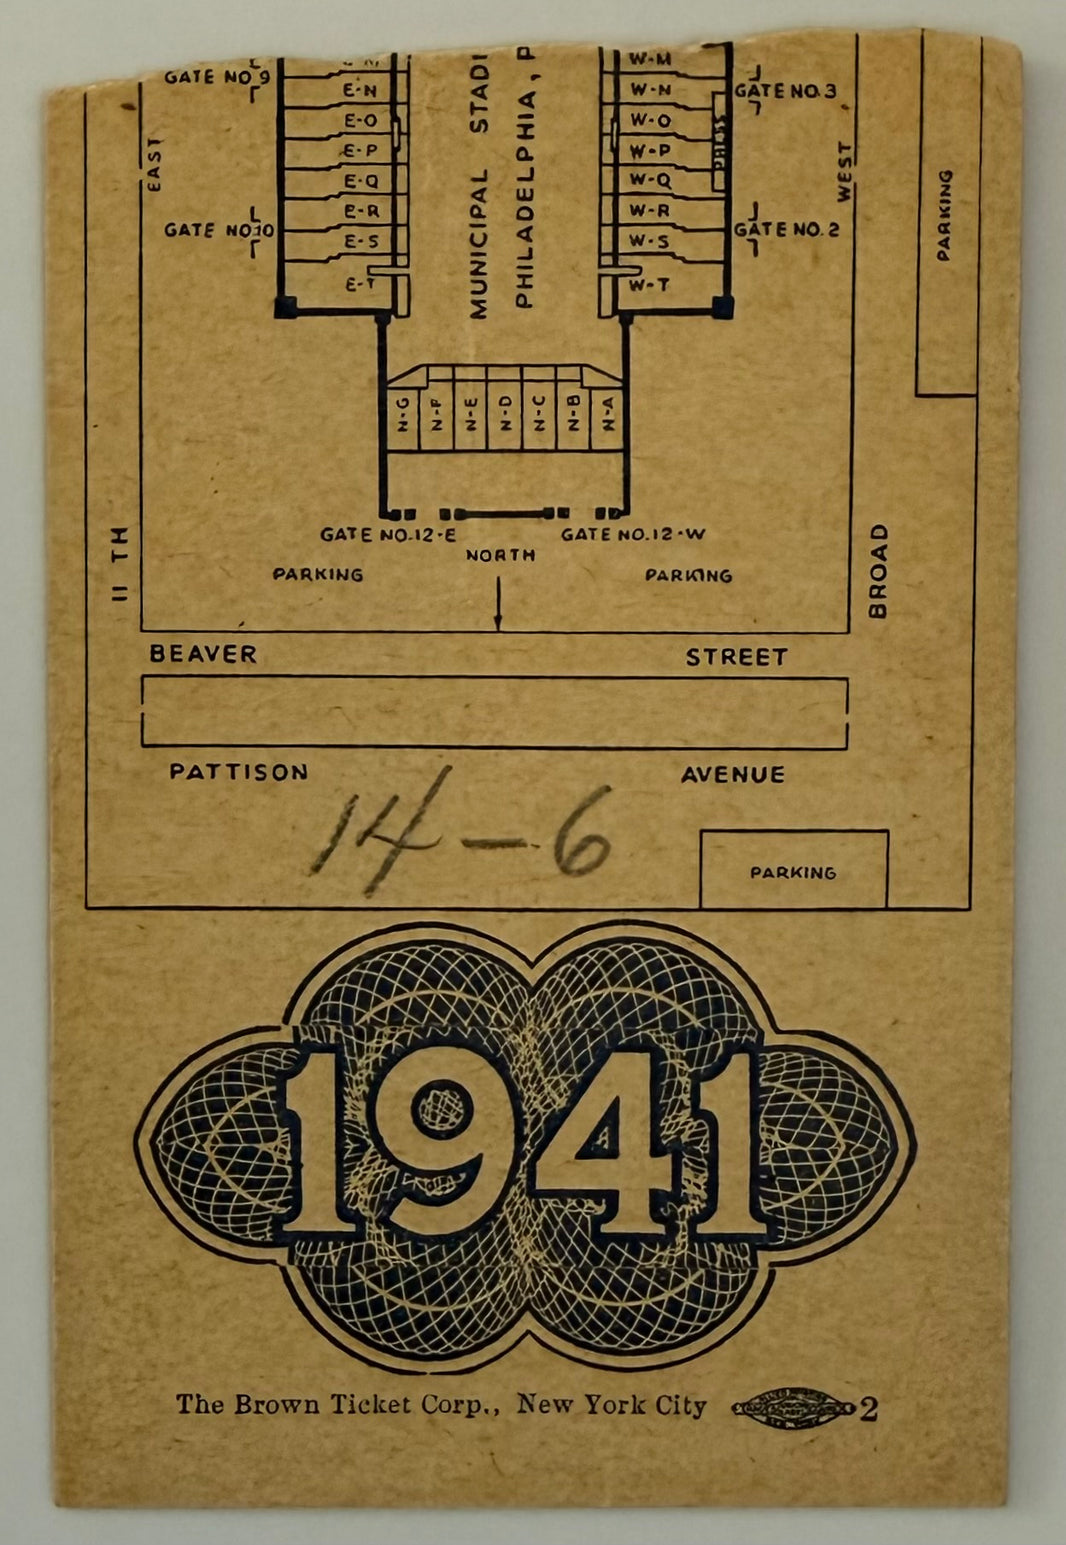 GATE NO 9
E-N
E-O
E-P
E-Q
E-R
E-S
E-T
GATE NO 10
EAST
MUNICIPAL STADI
PHILADELPHIA, P
W-M
W-N
W-O
W-P
W-Q
W-R
W-S
W-T
PRESS
GATE NO.3
GATE NO.2
WEST
PARKING
N-G N-F N-E N-D N-C N-B N-A
GATE NO.12-E GATE NO.12-W
NORTH
PARKING PARKING
11 TH
BROAD
BEAVER STREET
PATTISON AVENUE
14-6
PARKING
1941
The Brown Ticket Corp., New York City 2